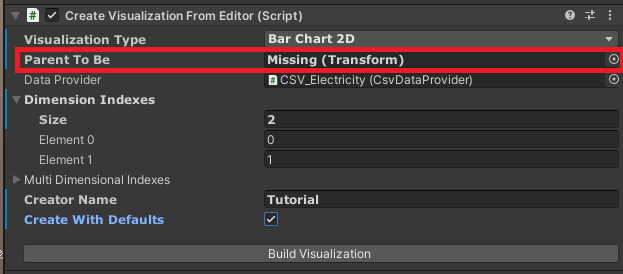 Create Visualization From Editor (Script)
Visualization Type Bar Chart 2D
Parent To Be Missing (Transform)
Data Provider CSV_Electricity (CsvDataProvider)
Dimension Indexes
Size 2
Element 0 0
Element 1 1
Multi Dimensional Indexes
Creator Name Tutorial
Create With Defaults
Build Visualization